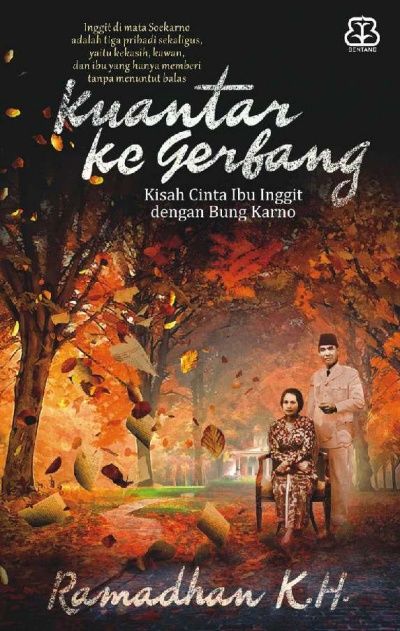 Inggit di mata Soekarno
adalah tiga pribadi sekaligus,
yaitu kekasih, kawan,
dan ibu yang hanya memberi
tanpa menuntut balas
BENTANG
Kuantar
ke Gerbang
Kisah Cinta Ibu Inggit
dengan Bung Karno
Ramadhan K.H.